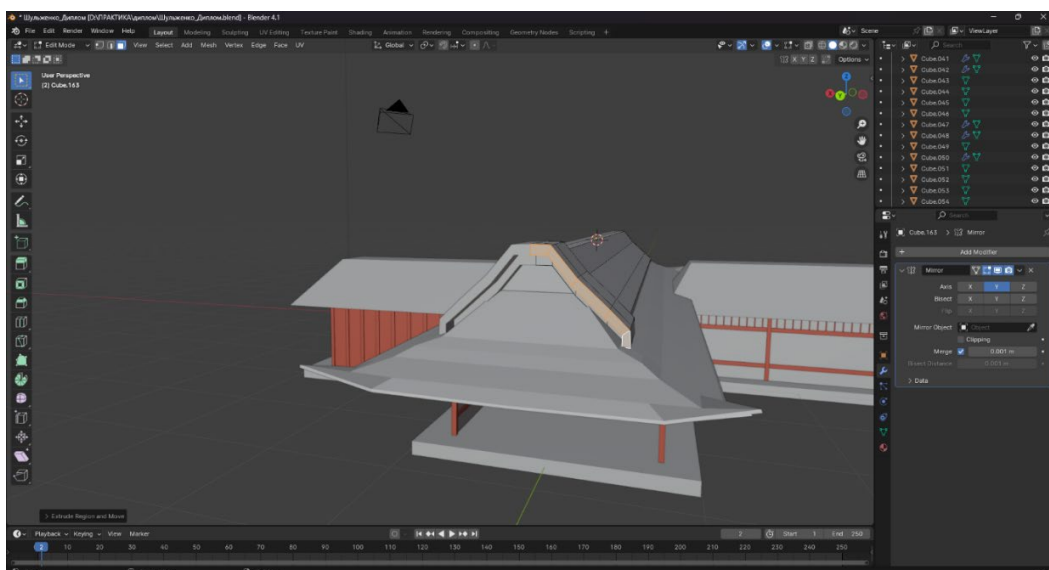 * Шульженко_Диплом [D:\ПРАКТИКА\диплом\Шульженко_Диплом.blend] - Blender 4.1
File Edit Render Window Help Layout Modeling Sculpting UV Editing Texture Paint Shading Animation Rendering Compositing Geometry Nodes Scripting + Scene ViewLayer
Edit Mode View Select Add Mesh Vertex Edge Face UV Global Search
X Y Z Options
User Perspective
(2) Cube.163
Cube.041
Cube.042
Cube.043
Cube.044
Cube.045
Cube.046
Cube.047
Cube.048
Cube.049
Cube.050
Cube.051
Cube.052
Cube.053
Cube.054
Search
Cube.163 > Mirror
+ Add Modifier
Mirror
Axis X Y Z
Bisect X Y Z
Flip X Y Z
Mirror Object Object
Clipping
Merge 0.001 m
Bisect Distance 0.001 m
> Data
> Extrude Region and Move
Playback Keying View Marker 2 Start 1 End 250
2 10 20 30 40 50 60 70 80 90 100 110 120 130 140 150 160 170 180 190 200 210 220 230 240 250